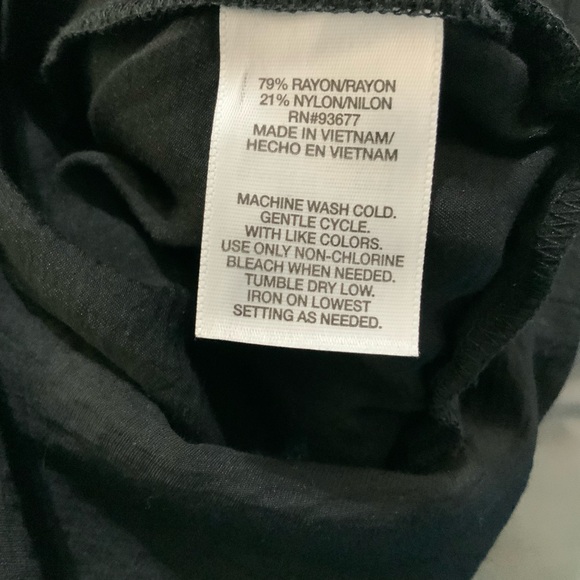 79% RAYON/RAYON
21% NYLON/NILON
RN#93677
MADE IN VIETNAM/
HECHO EN VIETNAM
MACHINE WASH COLD.
GENTLE CYCLE.
WITH LIKE COLORS.
USE ONLY NON-CHLORINE
BLEACH WHEN NEEDED.
TUMBLE DRY LOW.
IRON ON LOWEST
SETTING AS NEEDED.